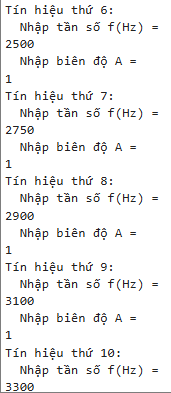 Tín hiệu thứ 6:
Nhập tần số f(Hz) =
2500
Nhập biên độ A =
1
Tín hiệu thứ 7:
Nhập tần số f(Hz) =
2750
Nhập biên độ A =
1
Tín hiệu thứ 8:
Nhập tần số f(Hz) =
2900
Nhập biên độ A =
1
Tín hiệu thứ 9:
Nhập tần số f(Hz) =
3100
Nhập biên độ A =
1
Tín hiệu thứ 10:
Nhập tần số f(Hz) =
3300